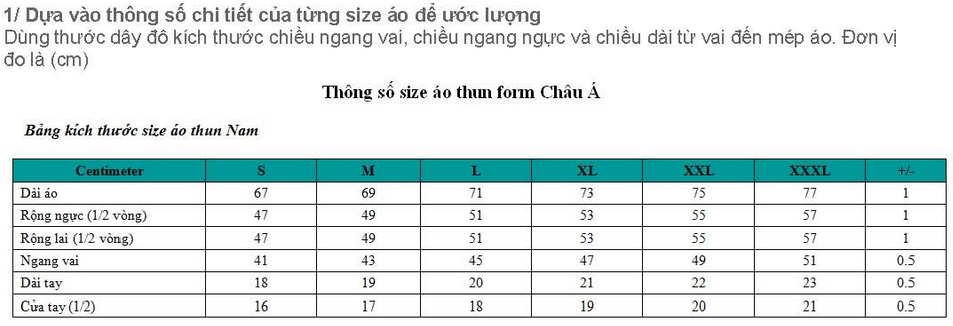 1/ Dựa vào thông số chi tiết của từng size áo để ước lượng
Dùng thước dây đô kích thước chiều ngang vai, chiều ngang ngực và chiều dài từ vai đến mép áo. Đơn vị
đo là (cm)
Thông số size áo thun form Châu Á
Bảng kích thước size áo thun Nam
Centimeter S M L XL XXL XXXL +/-
Dài áo 67 69 71 73 75 77 1
Rộng ngực (1/2 vòng) 47 49 51 53 55 57 1
Rộng lai (1/2 vòng) 47 49 51 53 55 57 1
Ngang vai 41 43 45 47 49 51 0.5
Dài tay 18 19 20 21 22 23 0.5
Cửa tay (1/2) 16 17 18 19 20 21 0.5